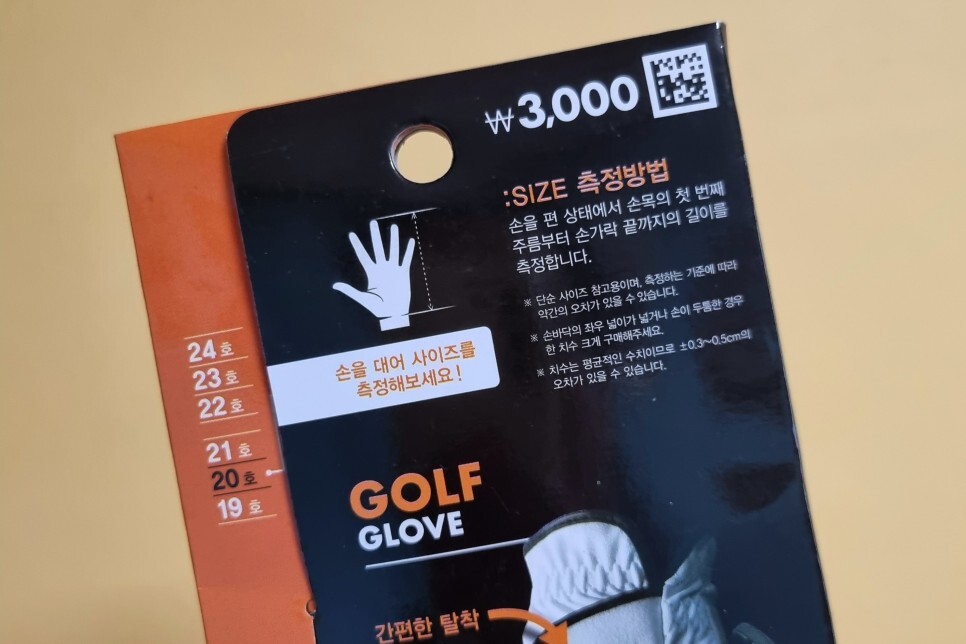 ₩3,000
:SIZE 측정방법
손을 편 상태에서 손목의 첫 번째
주름부터 손가락 끝까지의 길이를
측정합니다.
※ 단순 사이즈 참고용이며, 측정하는 기준에 따라
약간의 오차가 있을 수 있습니다.
※ 손바닥의 좌우 넓이가 넓거나 손이 두툼한 경우
한 치수 크게 구매해주세요.
※ 치수는 평균적인 수치이므로 ±0.3~0.5cm의
오차가 있을 수 있습니다.
손을 대어 사이즈를
측정해보세요!
24호
23호
22호
21호
20호
19호
GOLF
GLOVE
간편한 탈착